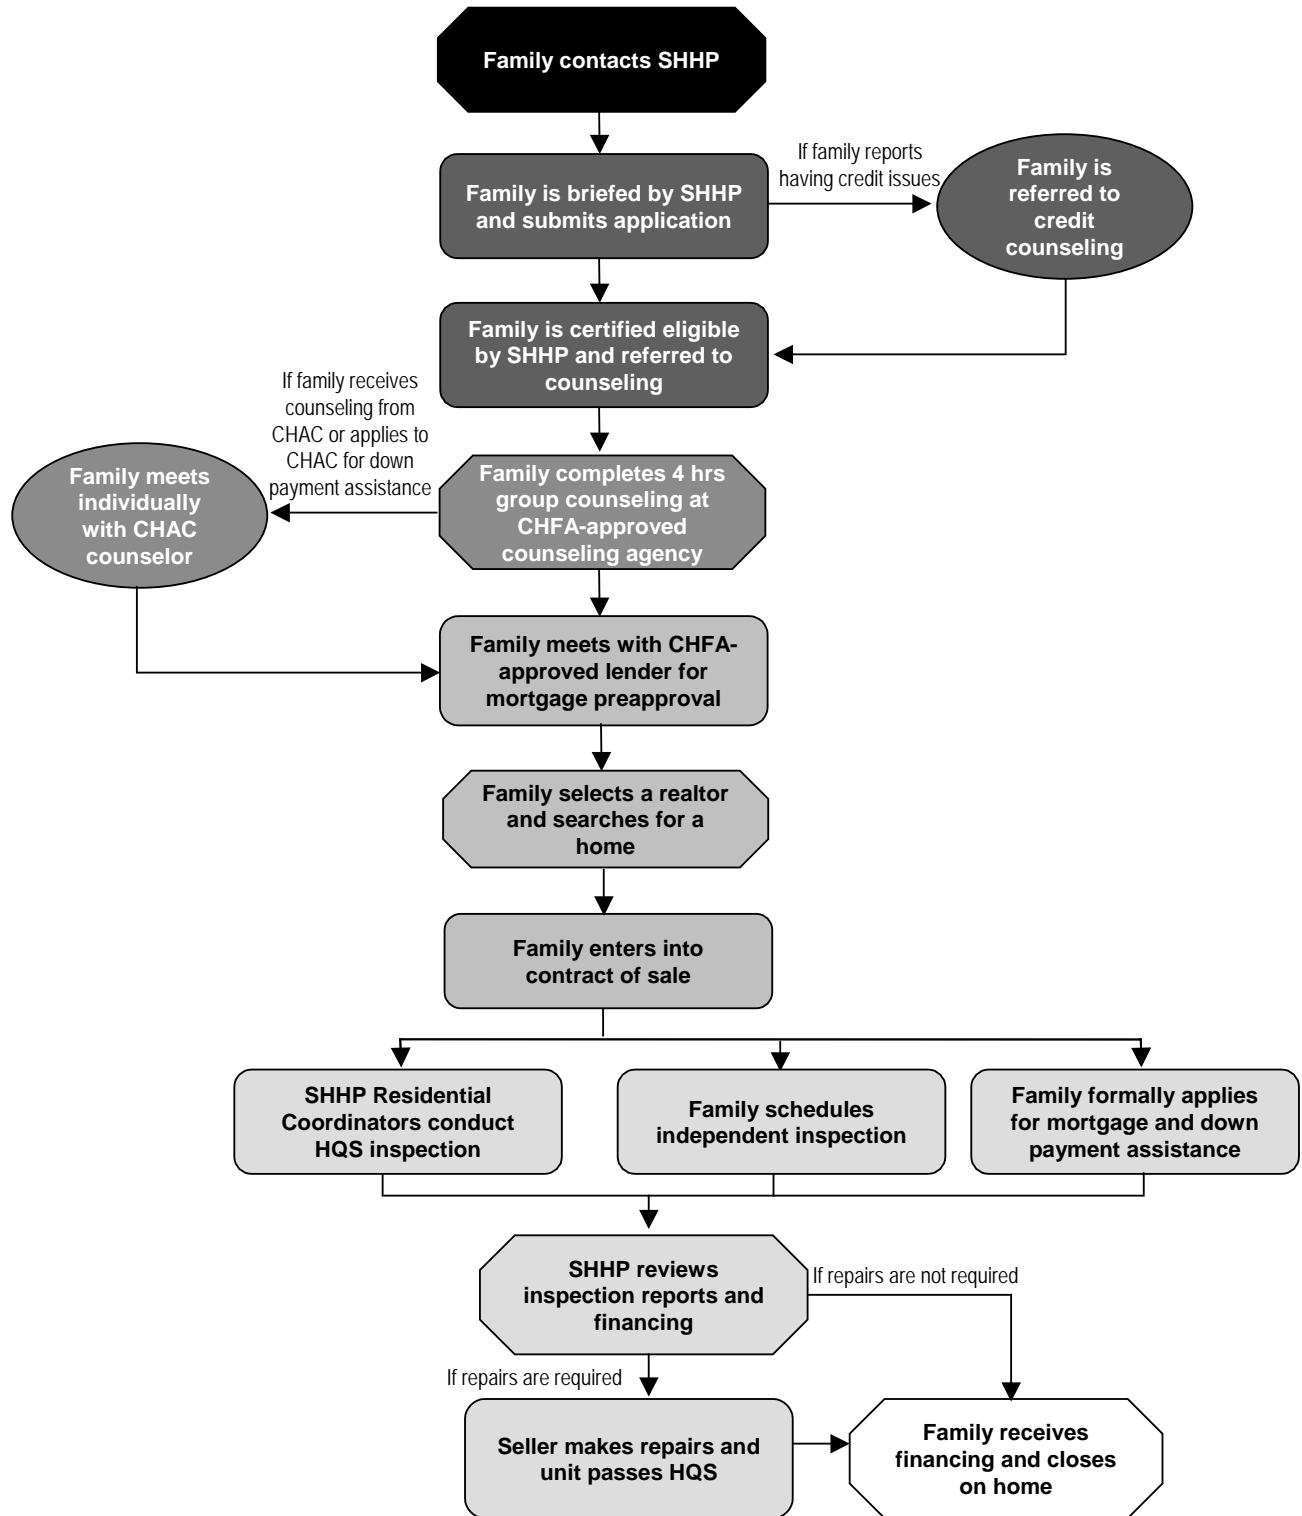 Family contacts SHHP
If family reports
having credit issues
Family is
referred to
credit
counseling
Family is briefed by SHHP
and submits application
Family is certified eligible
by SHHP and referred to
counseling
If family receives
counseling from
CHAC or applies to
CHAC for down
payment assistance
Family meets
individually
with CHAC
counselor
Family completes 4 hrs
group counseling at
CHFA-approved
counseling agency
Family meets with CHFA-
approved lender for
mortgage preapproval
Family selects a realtor
and searches for a
home
Family enters into
contract of sale
SHHP Residential
Coordinators conduct
HQS inspection
Family schedules
independent inspection
Family formally applies
for mortgage and down
payment assistance
SHHP reviews
inspection reports and
financing
If repairs are not required
If repairs are required
Seller makes repairs and
unit passes HQS
Family receives
financing and closes
on home